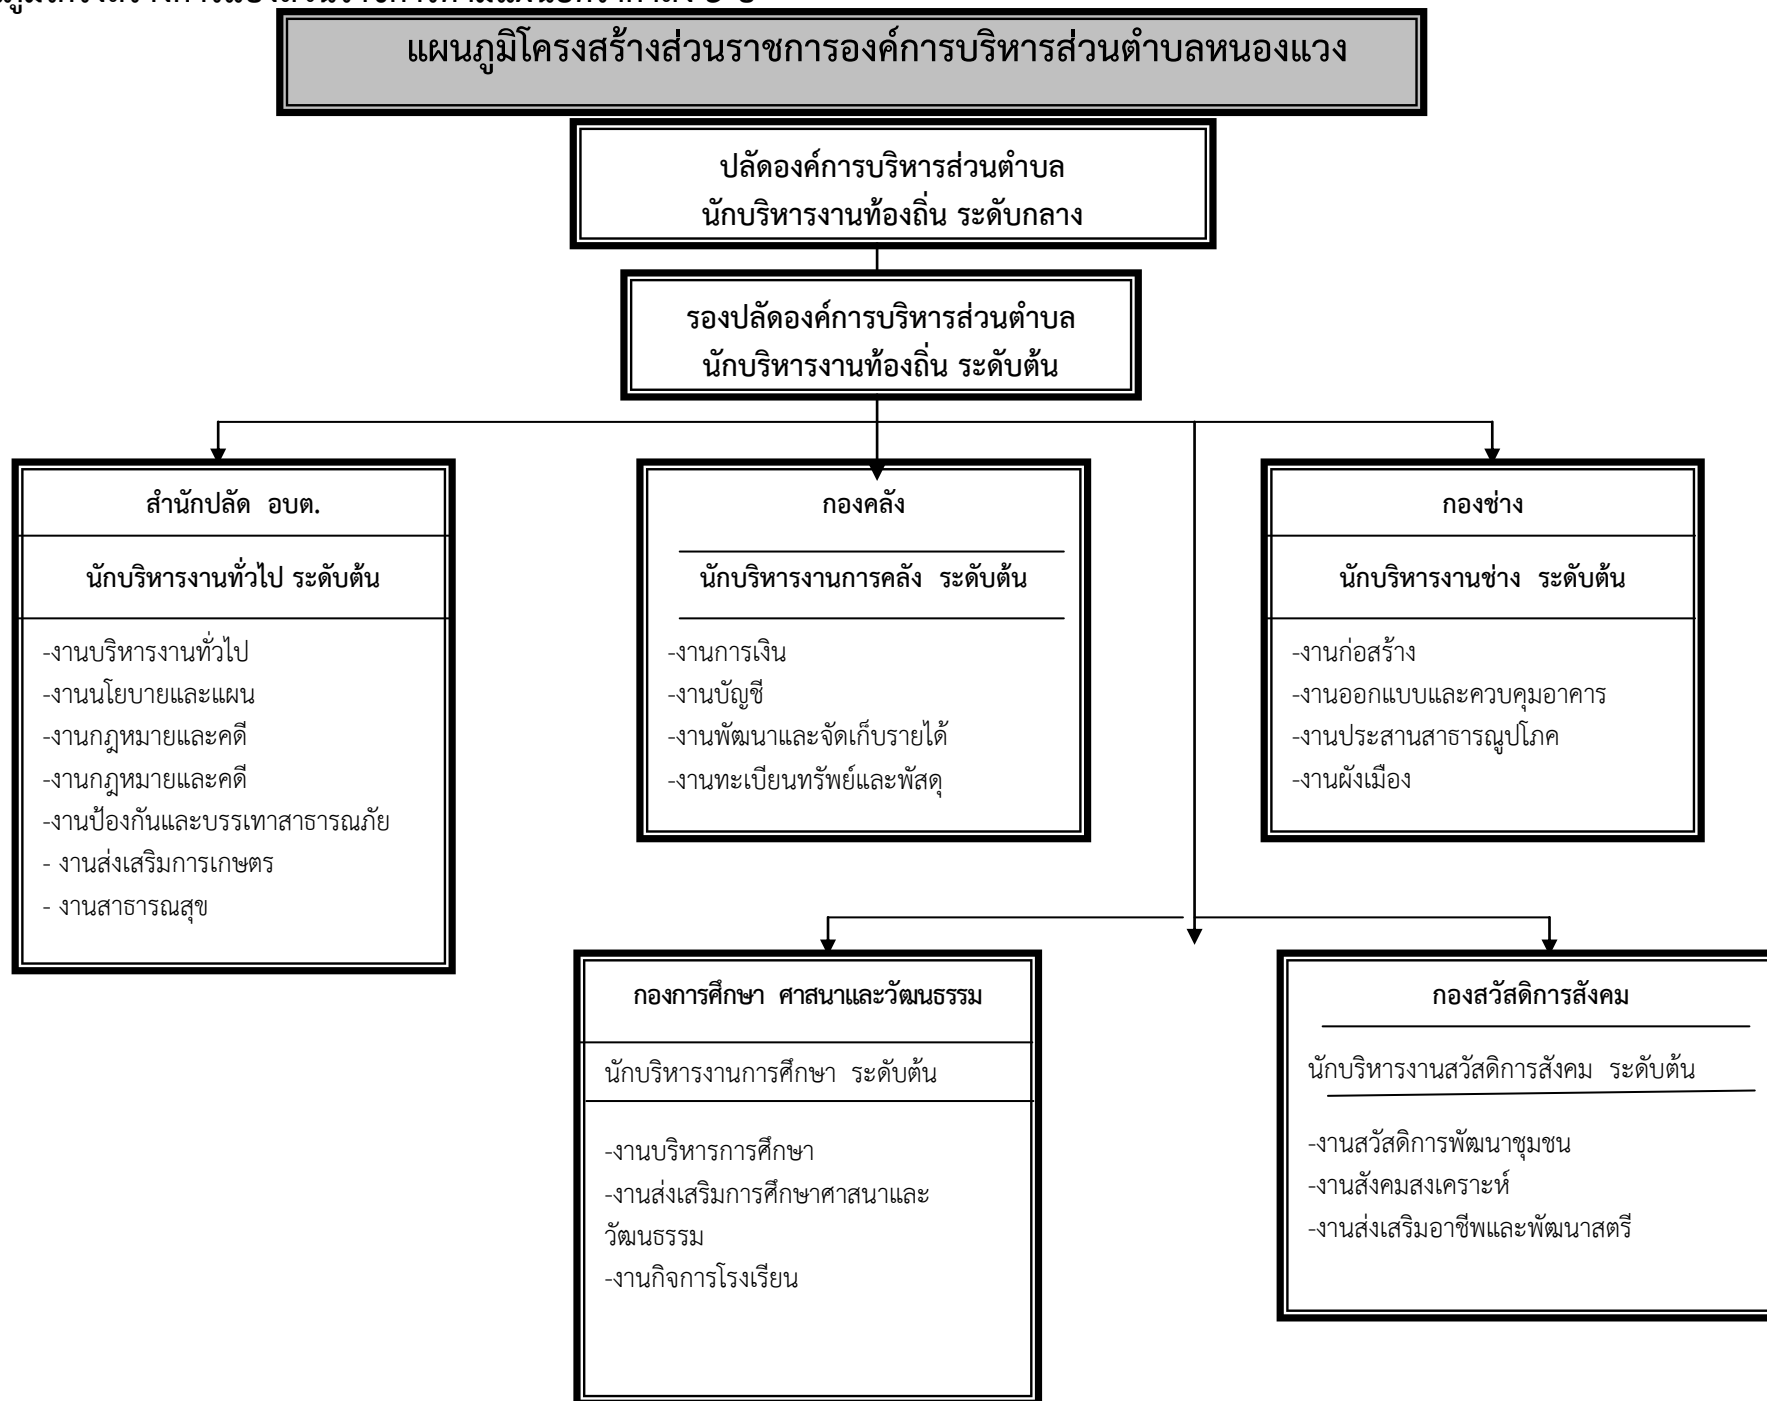 แผนภูมิโครงสร้างส่วนราชการองค์การบริหารส่วนตำบลหนองแวง
ปลัดองค์การบริหารส่วนตำบล
นักบริหารงานท้องถิ่น ระดับกลาง
รองปลัดองค์การบริหารส่วนตำบล
นักบริหารงานท้องถิ่น ระดับต้น
สำนักปลัด อบต.
นักบริหารงานทั่วไป ระดับต้น
-งานบริหารงานทั่วไป
-งานนโยบายและแผน
-งานกฎหมายและคดี
-งานกฎหมายและคดี
-งานป้องกันและบรรเทาสาธารณภัย
- งานส่งเสริมการเกษตร
- งานสาธารณสุข
กองคลัง
นักบริหารงานการคลัง ระดับต้น
-งานการเงิน
-งานบัญชี
-งานพัฒนาและจัดเก็บรายได้
-งานทะเบียนทรัพย์และพัสดุ
กองช่าง
นักบริหารงานช่าง ระดับต้น
-งานก่อสร้าง
-งานออกแบบและควบคุมอาคาร
-งานประสานสาธารณูปโภค
-งานผังเมือง
กองการศึกษา ศาสนาและวัฒนธรรม
นักบริหารงานการศึกษา ระดับต้น
-งานบริหารการศึกษา
-งานส่งเสริมการศึกษาศาสนาและ
วัฒนธรรม
-งานกิจการโรงเรียน
กองสวัสดิการสังคม
นักบริหารงานสวัสดิการสังคม ระดับต้น
-งานสวัสดิการพัฒนาชุมชน
-งานสังคมสงเคราะห์
-งานส่งเสริมอาชีพและพัฒนาสตรี